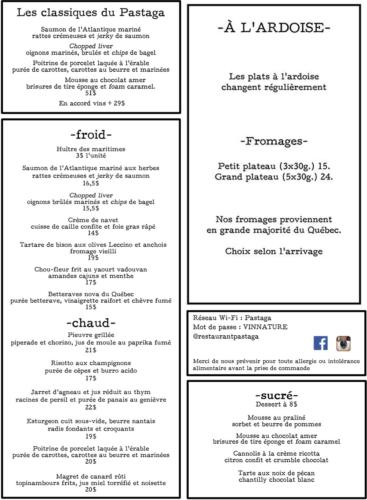 Les classiques du Pastaga
Saumon de l'Atlantique mariné
rattes crémeuses et jerky de saumon
Chopped liver
oignons marinés, brulés et chips de bagel
Poitrine de porcelet laquée à l'érable
purée de carottes, carottes au beurre et marinées
Mousse au chocolat amer
brisures de tire éponge et foam caramel.
51$
En accord vins + 29$
-froid-
Huître des maritimes
3$ l'unité
Saumon de l'Atlantique mariné aux herbes
rattes crémeuses et jerky de saumon
16,5$
Chopped liver
oignons brûlés marinés et chips de bagel
15,5$
Crème de navet
cuisse de caille confite et fois gras râpé
14$
Tartare de bison aux olives Leccino et anchois
fromage vieilli
19$
Chou-fleur frit au yaourt vadouvan
amandes cajuns et menthe
17$
Betteraves nova du Québec
purée betterave, vinaigrette raifort et chèvre fumé
15$
-chaud-
Pieuvre grillée
piperade et chorizo, jus de moule au paprika fumé
21$
Risotto aux champignons
purée de cèpes et burro acido
17$
Jarret d'agneau et jus réduit au thym
racines de persil et purée de panais au genièvre
22$
Esturgeon cuit sous-vide, beurre nantais
radis fondants et croquants
19$
Poitrine de porcelet laquée à l'érable
purée de carottes, carottes au beurre et marinées
20$
Magret de canard rôti
topinambours frits, jus miel torréfié et noisette
20$
-À L'ARDOISE-
Les plats à l'ardoise
changent régulièrement
-Fromages-
Petit plateau (3x30g.) 15.
Grand plateau (5x30g.) 24.
Nos fromages proviennent
en grande majorité du Québec.
Choix selon l'arrivage
Réseau Wi-Fi : Pastaga
Mot de passe : VINNATURE
@restaurantpastaga
Merci de nous prévenir pour toute allergie ou intolérance
alimentaire avant la prise de commande
-sucré-
Dessert à 8$
Mousse au praliné
sorbet et beurre de pommes
Mousse au chocolat amer
brisures de tire éponge et foam caramel
Cannolis à la crème ricotta
citron confit et crumble chocolat
Tarte aux noix de pécan
chantilly chocolat blanc